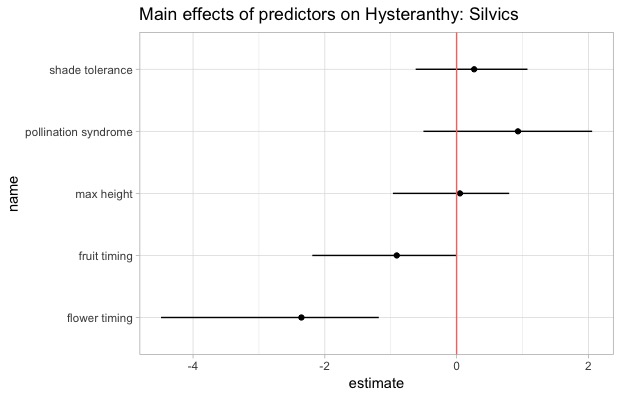 Main effects of predictors on Hysteranthy: Silvics
name
shade tolerance
pollination syndrome
max height
fruit timing
flower timing
-4 -2 0 2
estimate